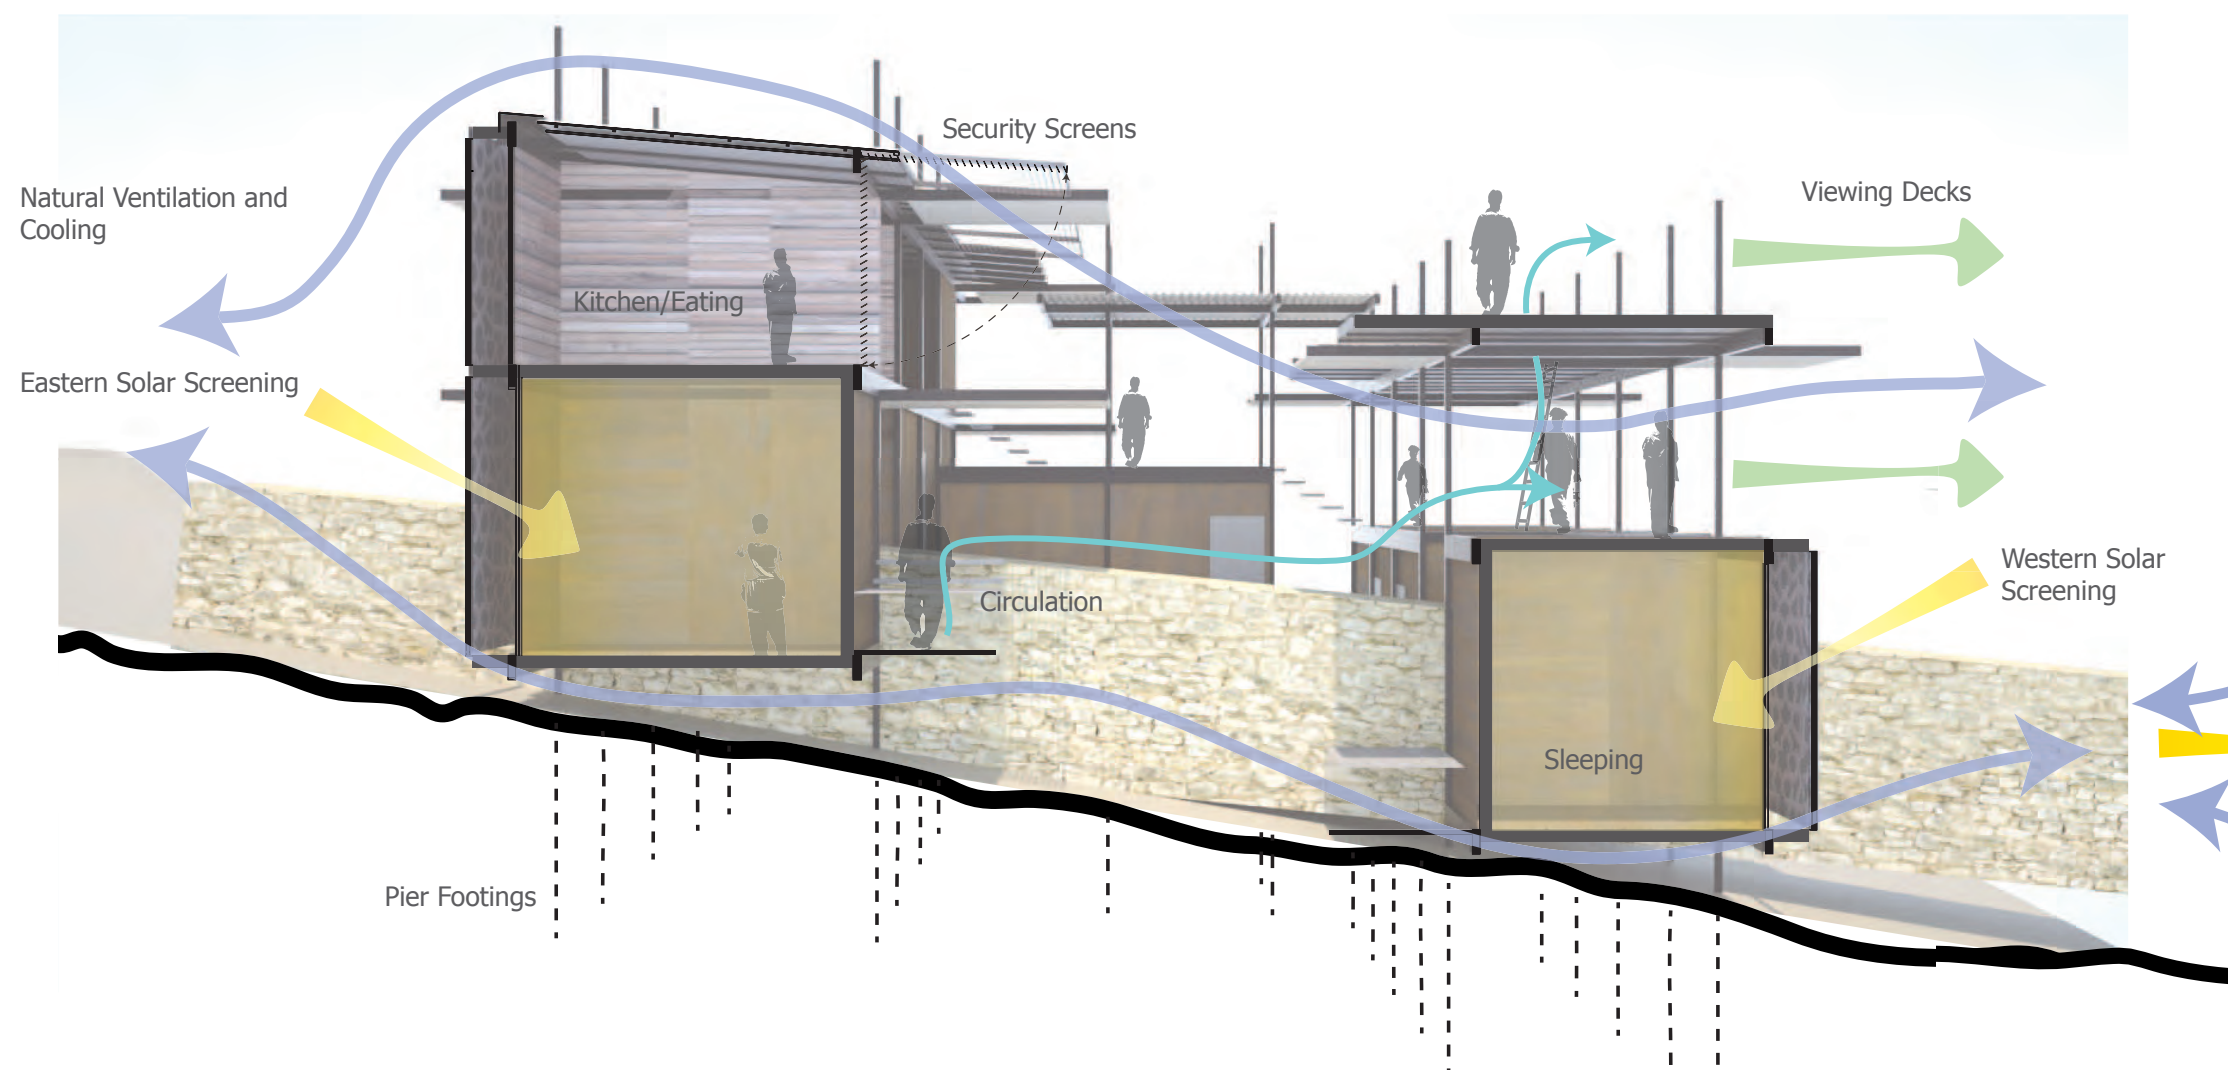 Security Screens
Natural Ventilation and
Cooling
Viewing Decks
Kitchen/Eating
Eastern Solar Screening
Western Solar
Screening
Circulation
Sleeping
Pier Footings